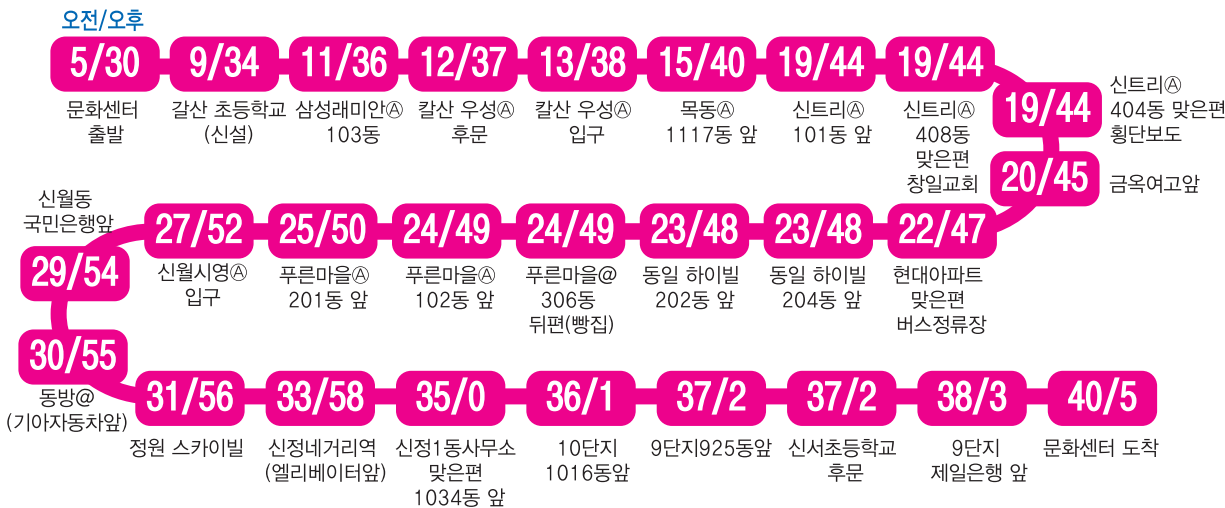 오전/오후
5/30
문화센터
출발
9/34
갈산 초등학교
(신설)
11/36
삼성래미안Ⓐ
103동
12/37
칼산 우성Ⓐ
후문
13/38
칼산 우성Ⓐ
입구
15/40
목동Ⓐ
1117동 앞
19/44
신트리Ⓐ
101동 앞
19/44
신트리Ⓐ
408동
맞은편
창일교회
19/44
신트리Ⓐ
404동 맞은편
횡단보도
20/45
금옥여고앞
22/47
현대아파트
맞은편
버스정류장
23/48
동일 하이빌
204동 앞
23/48
동일 하이빌
202동 앞
24/49
푸른마을@
306동
뒤편(빵집)
24/49
푸른마을Ⓐ
102동 앞
25/50
푸른마을Ⓐ
201동 앞
27/52
신월시영Ⓐ
입구
신월동
국민은행앞
29/54
30/55
동방@
(기아자동차앞)
31/56
정원 스카이빌
33/58
신정네거리역
(엘리베이터앞)
35/0
신정1동사무소
맞은편
1034동 앞
36/1
10단지
1016동앞
37/2
9단지925동앞
37/2
신서초등학교
후문
38/3
9단지
제일은행 앞
40/5
문화센터 도착